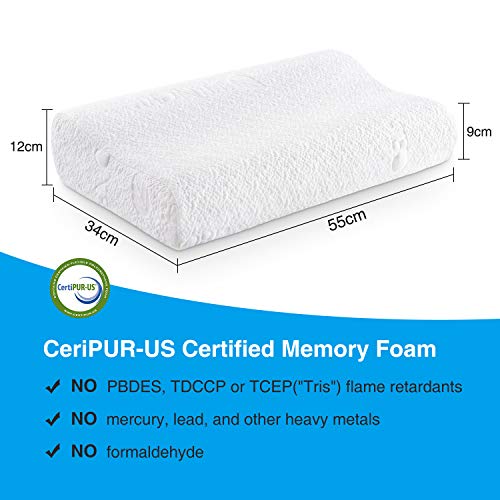 12cm
9cm
34cm
55cm
CertiPUR-US
CeriPUR-US Certified Memory Foam
✓ NO PBDES, TDCCP or TCEP("Tris") flame retardants
✓ NO mercury, lead, and other heavy metals
✓ NO formaldehyde